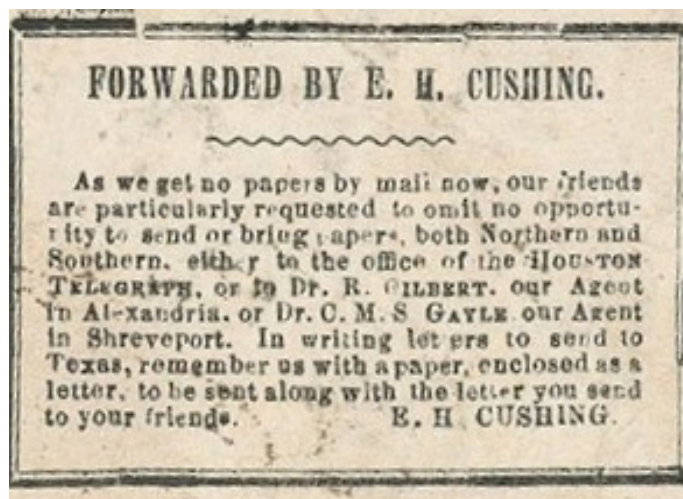 FORWARDED BY E. H. CUSHING.
As we get no papers by mail now, our friends
are particularly requested to omit no opportu-
nity to send or bring papers, both Northern and
Southern, either to the office of the HOUSTON
TELEGRAPH, or to Dr. R. GILBERT, our Agent
in Alexandria, or Dr. C. M. S GAYLE our Agent
in Shreveport. In writing letters to send to
Texas, remember us with a paper, enclosed as a
letter, to be sent along with the letter you send
to your friends. E. H CUSHING.